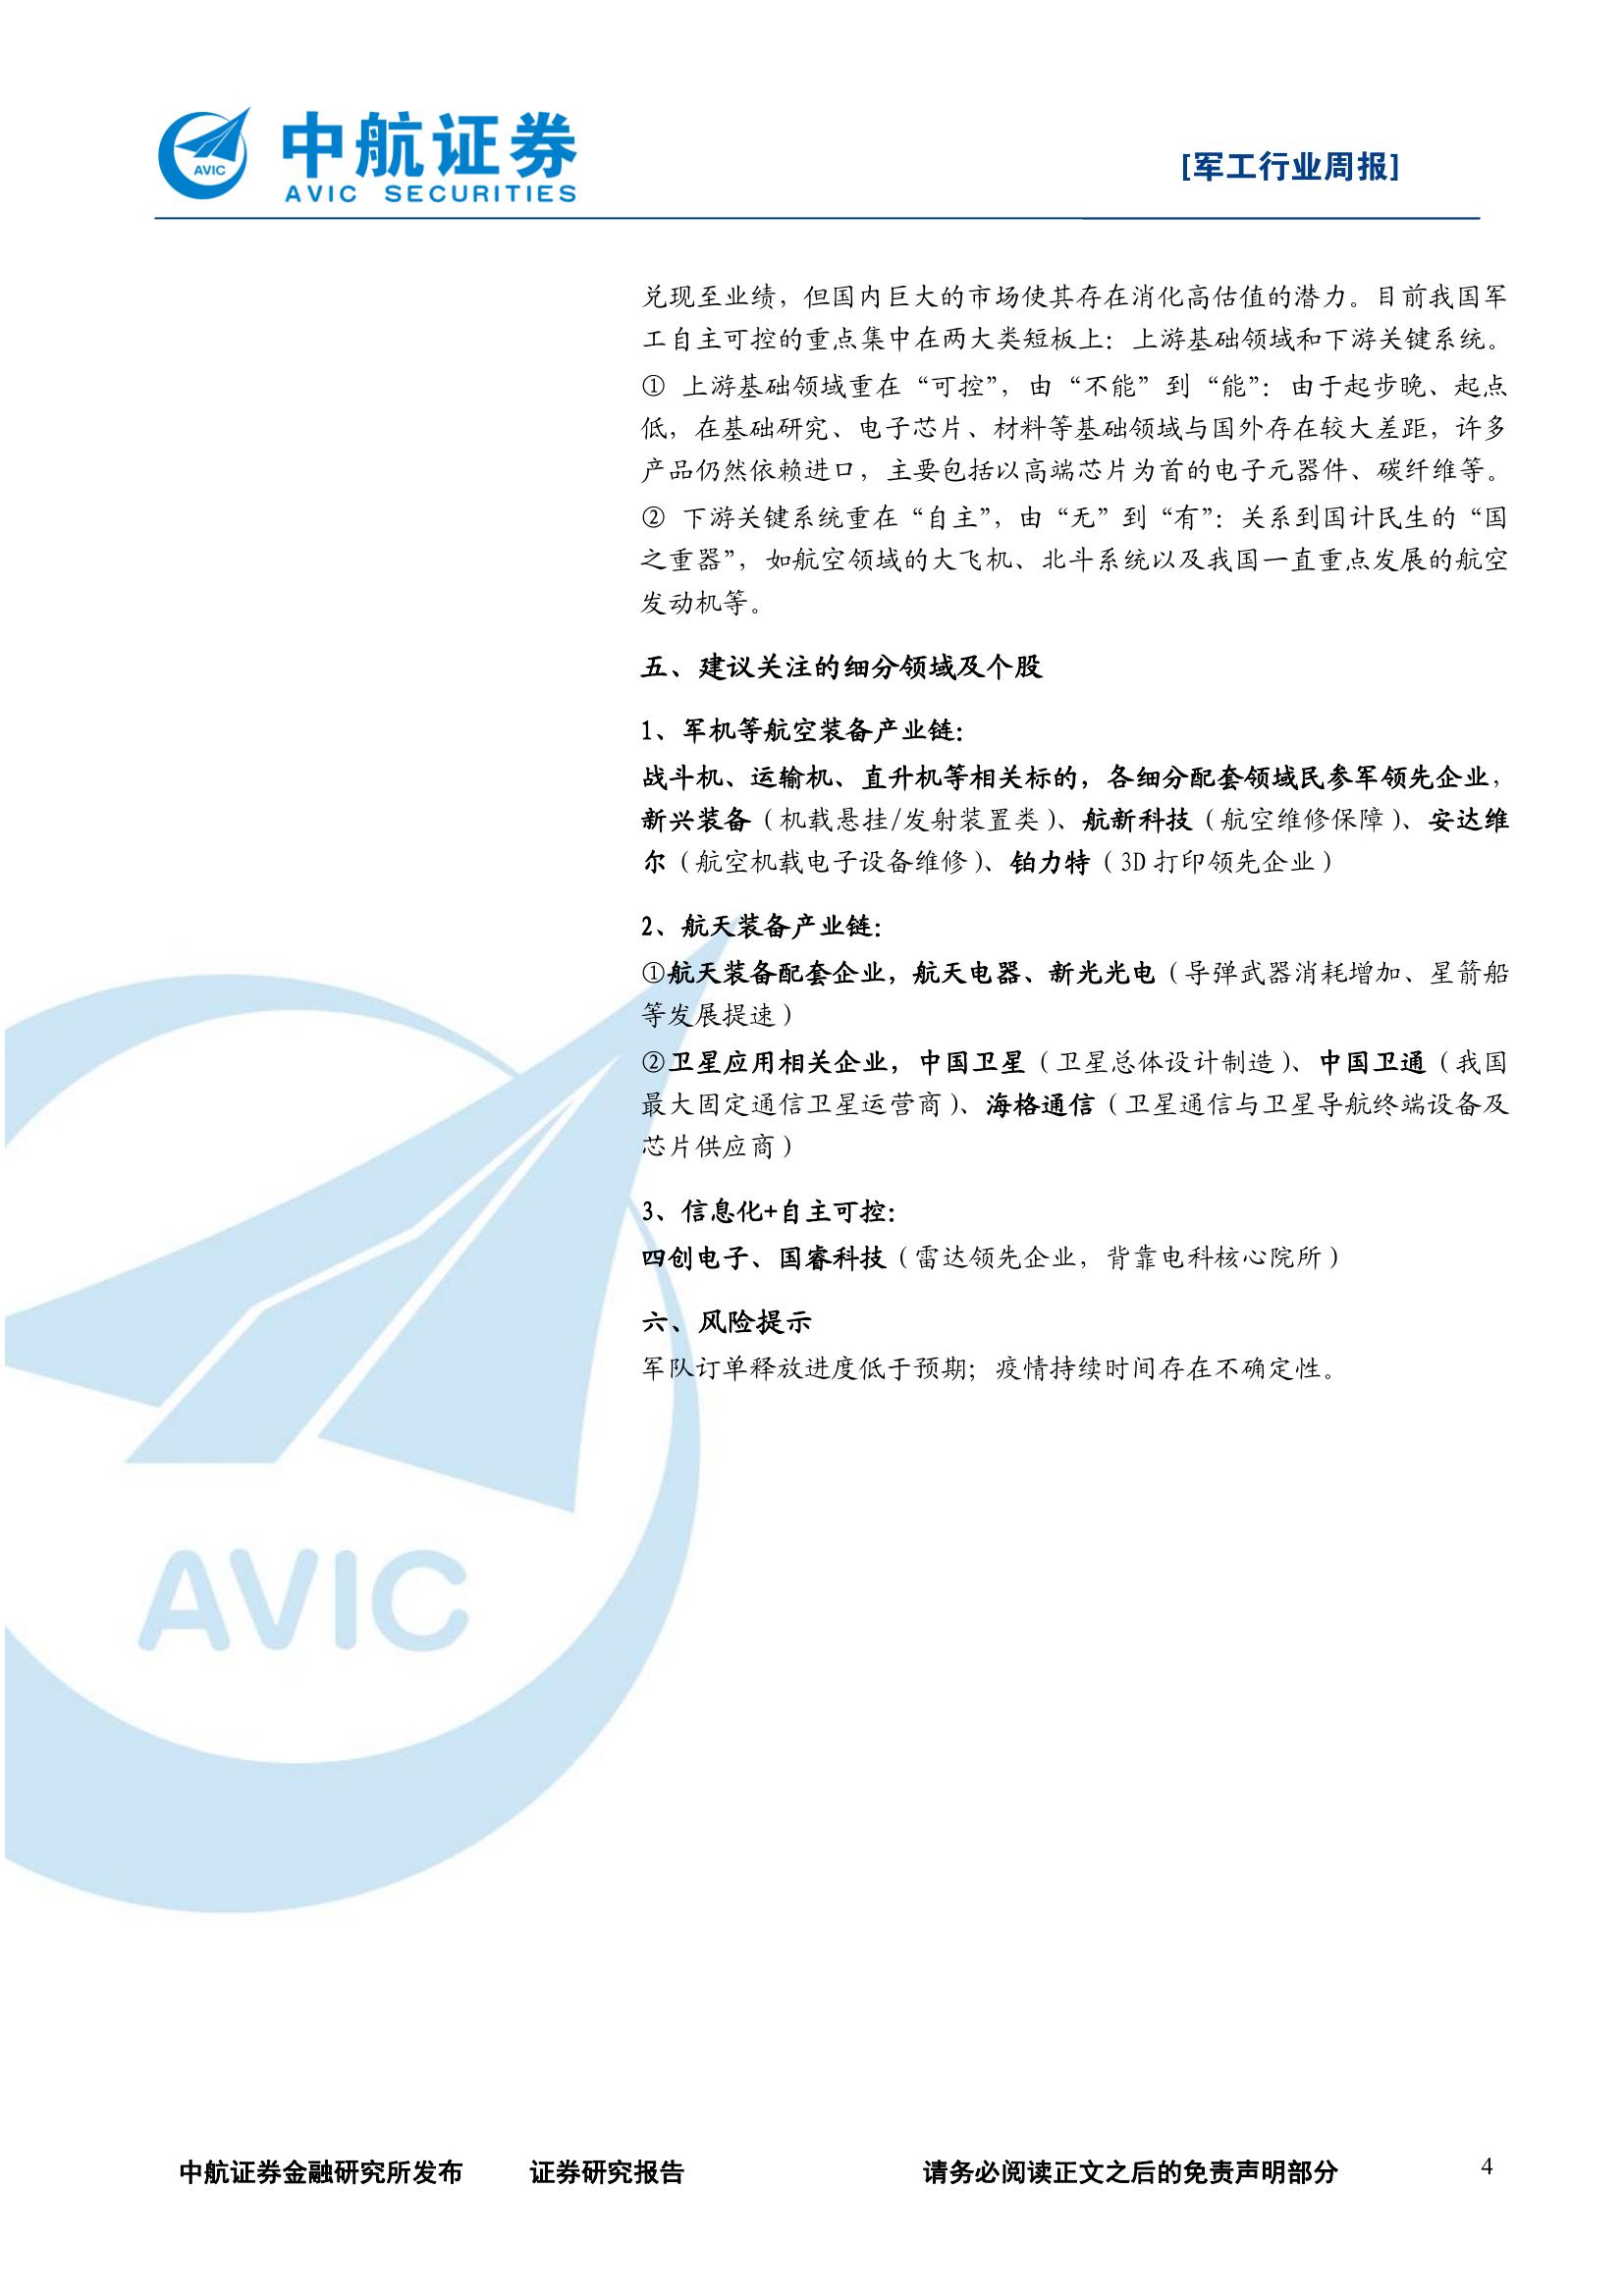 中航证券
AVIC
AVIC SECURITIES
[军工行业周报]
兑现至业绩，但国内巨大的市场使其存在消化高估值的潜力。目前我国军
工自主可控的重点集中在两大类短板上：上游基础领域和下游关键系统。
① 上游基础领域重在“可控”，由“不能”到“能”：由于起步晚、起点
低，在基础研究、电子芯片、材料等基础领域与国外存在较大差距，许多
产品仍然依赖进口，主要包括以高端芯片为首的电子元器件、碳纤维等。
② 下游关键系统重在“自主”，由“无”到“有”：关系到国计民生的“国
之重器”，如航空领域的大飞机、北斗系统以及我国一直重点发展的航空
发动机等。
五、建议关注的细分领域及个股
1、军机等航空装备产业链：
战斗机、运输机、直升机等相关标的，各细分配套领域民参军领先企业，
新兴装备（机载悬挂/发射装置类）、航新科技（航空维修保障）、安达维
尔（航空机载电子设备维修）、铂力特（3D 打印领先企业）
2、航天装备产业链：
①航天装备配套企业，航天电器、新光光电（导弹武器消耗增加、星箭船
等发展提速）
②卫星应用相关企业，中国卫星（卫星总体设计制造）、中国卫通（我国
最大固定通信卫星运营商）、海格通信（卫星通信与卫星导航终端设备及
芯片供应商）
3、信息化+自主可控：
四创电子、国睿科技（雷达领先企业，背靠电科核心院所）
六、风险提示
军队订单释放进度低于预期；疫情持续时间存在不确定性。
AVIC
中航证券金融研究所发布 证券研究报告 请务必阅读正文之后的免责声明部分 4